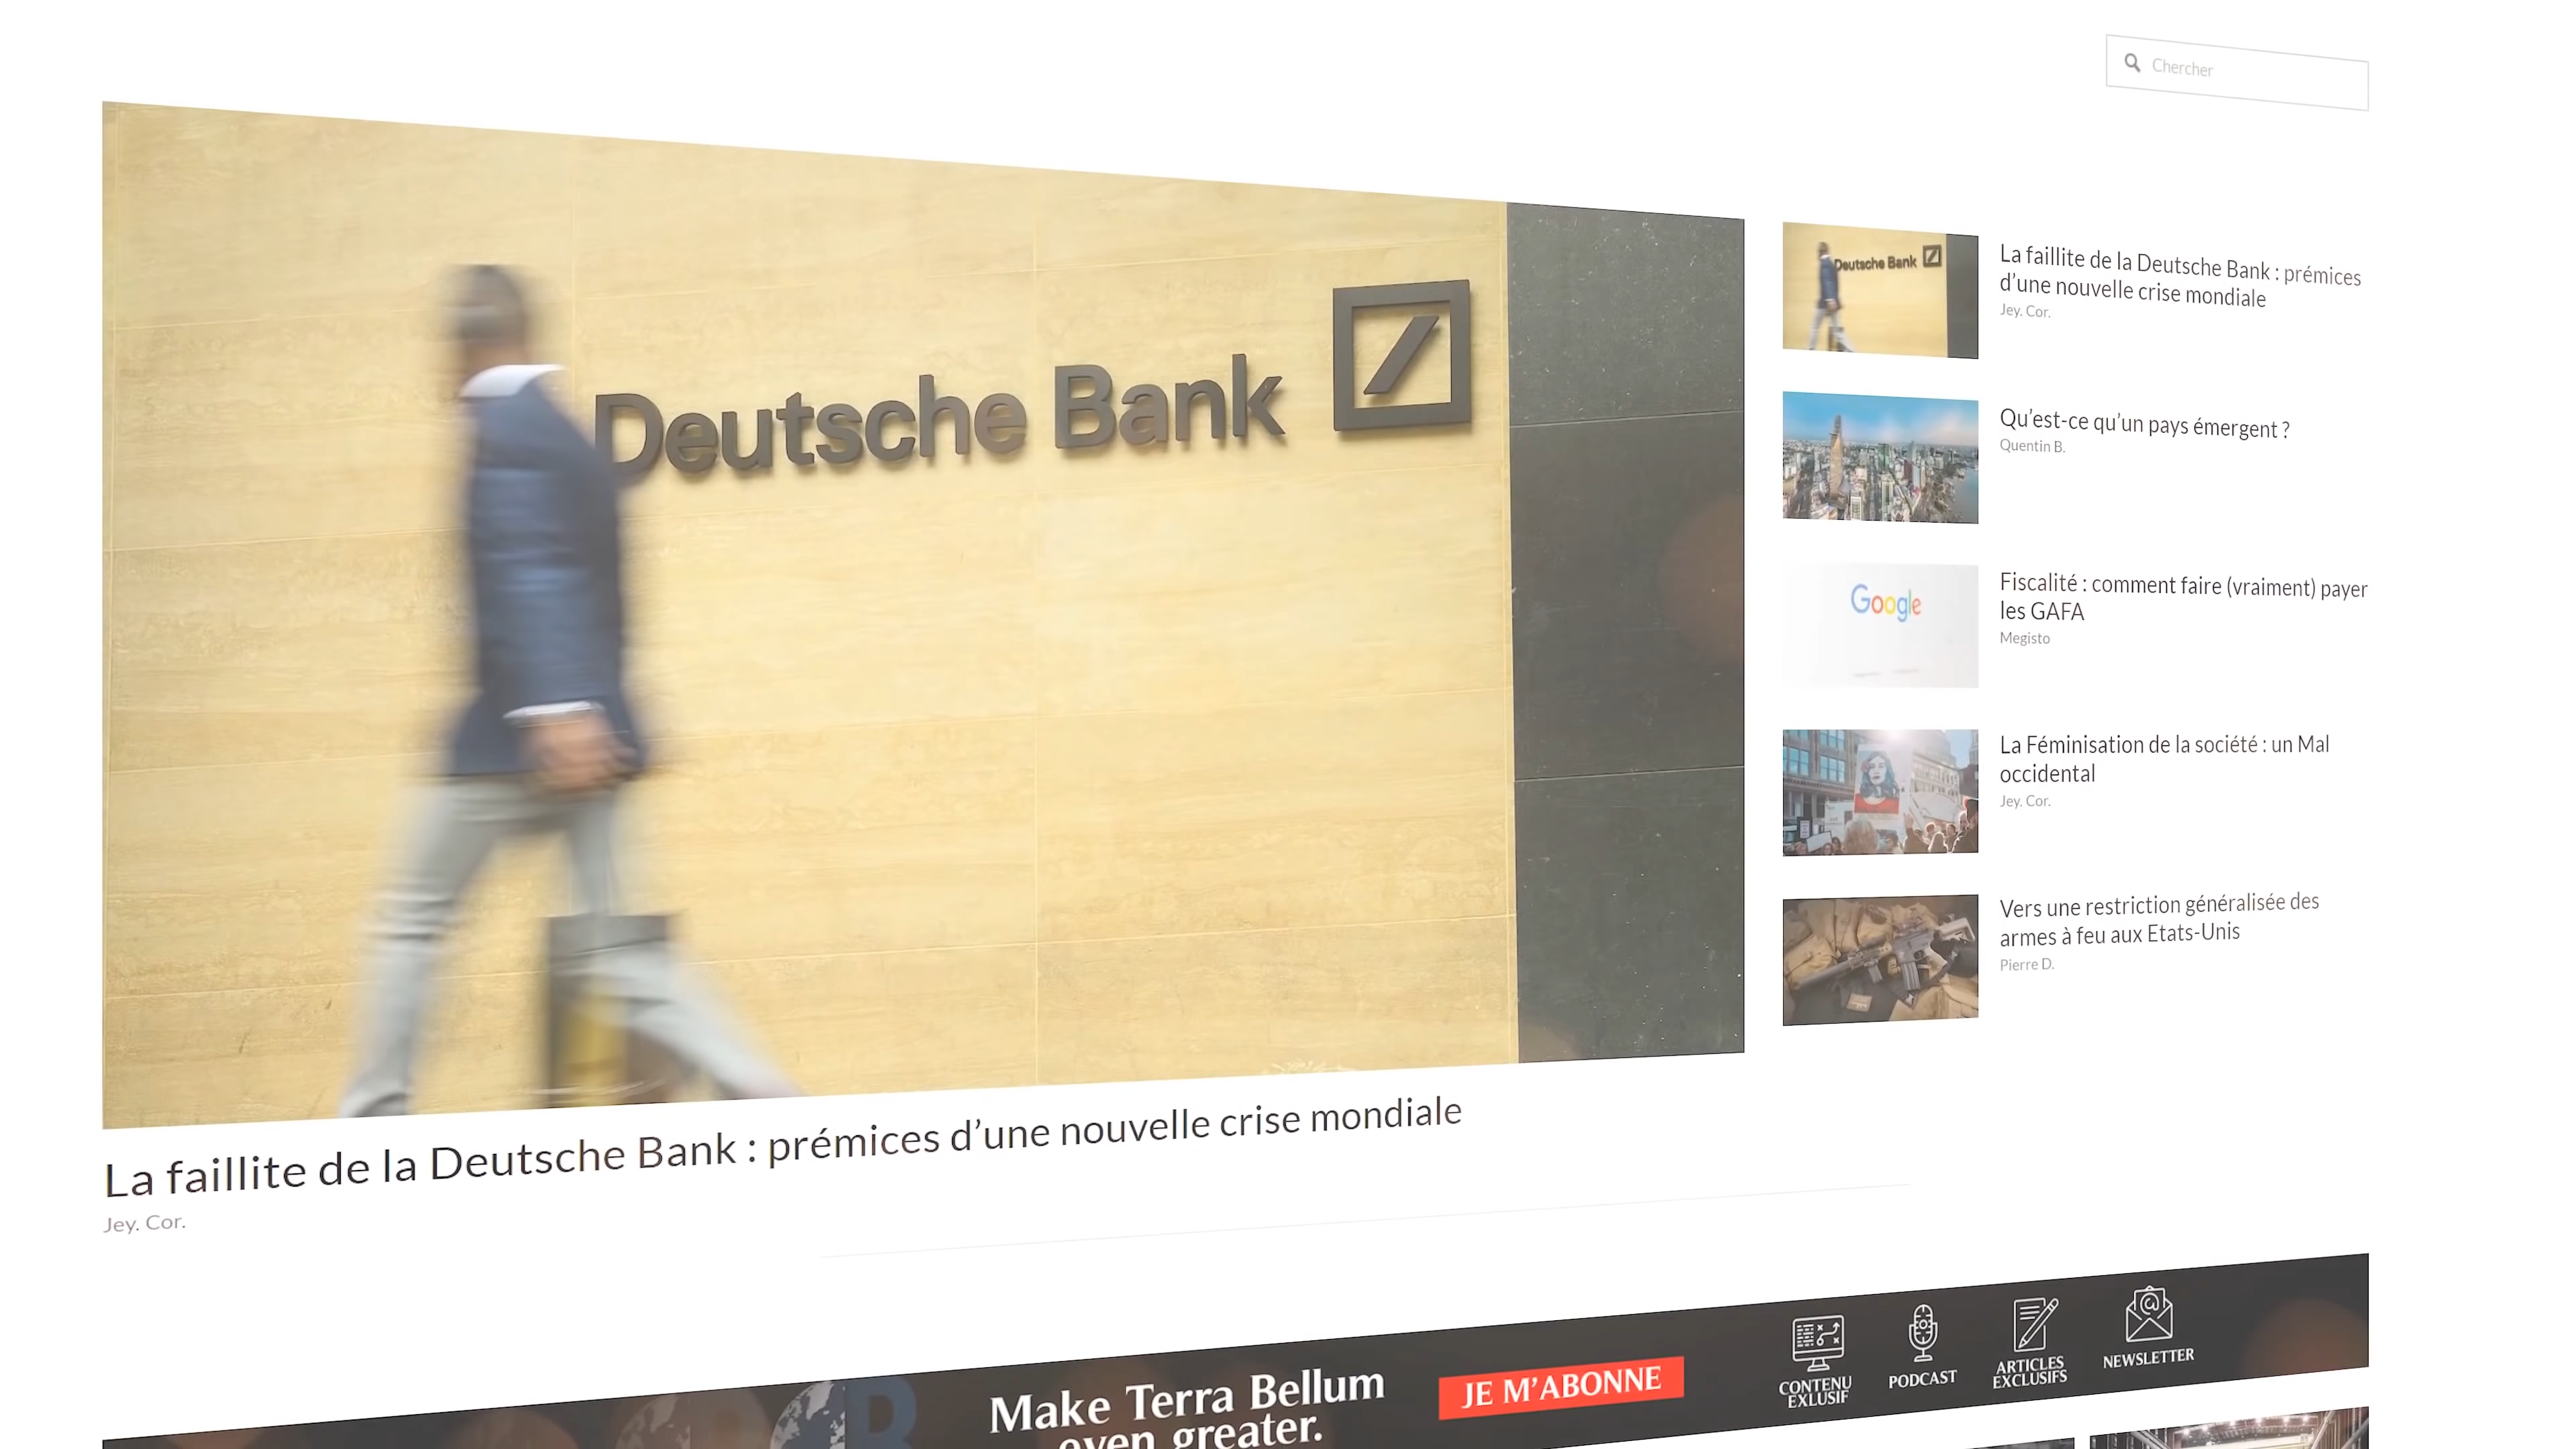 Chercher
Deutsche Bank
La faillite de la Deutsche Bank : prémices d’une nouvelle crise mondiale
Jey. Cor.
Deutsche Bank
La faillite de la Deutsche Bank : prémices
d’une nouvelle crise mondiale
Jey. Cor.
Qu’est-ce qu’un pays émergent ?
Quentin B.
Google
Fiscalité : comment faire (vraiment) payer
les GAFA
Megisto
La Féminisation de la société : un Mal
occidental
Jey. Cor.
Vers une restriction généralisée des
armes à feu aux Etats-Unis
Pierre D.
B
Make Terra Bellum
even greater.
JE M’ABONNE
CONTENU
EXLUSIF
PODCAST
ARTICLES
EXCLUSIFS
NEWSLETTER